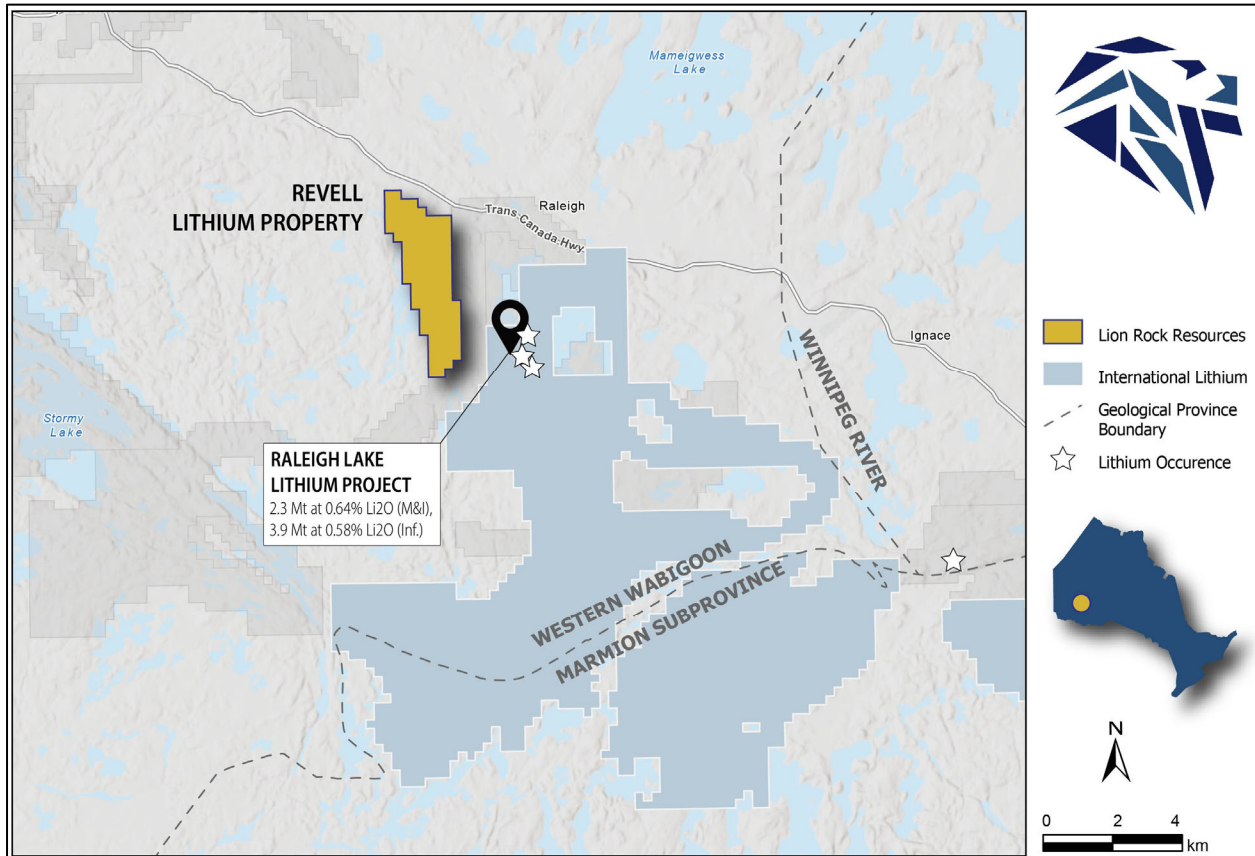 Mameigwess
Lake
REVELL
LITHIUM PROPERTY
Raleigh
Trans-Canada-Hwy
Ignace
WINNIPEG RIVER
Stormy
Lake
RALEIGH LAKE
LITHIUM PROJECT
2.3 Mt at 0.64% Li2O (M&I),
3.9 Mt at 0.58% Li2O (Inf.)
WESTERN WABIGOON
MARMION SUBPROVINCE
Lion Rock Resources
International Lithium
Geological Province
Boundary
Lithium Occurence
N
0 2 4
km